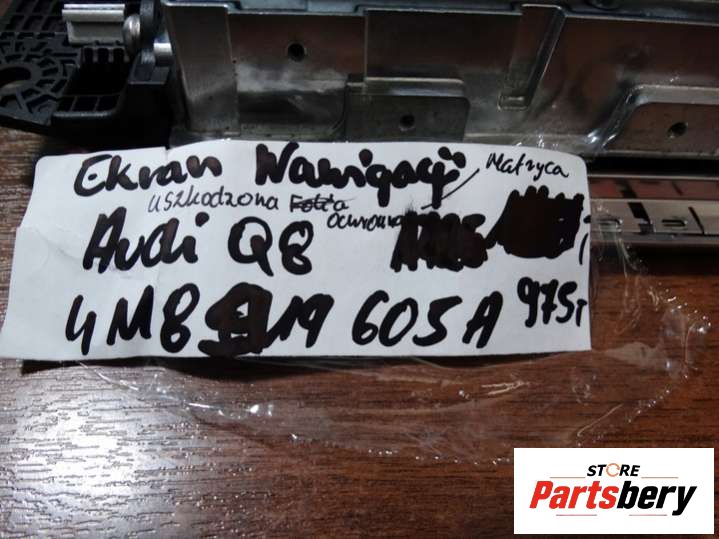 Ekran Nawigacji Matryca
uszkodzona Folia ochronna
Audi Q8
4M8 919 605 A 975T
STORE
Partsbery